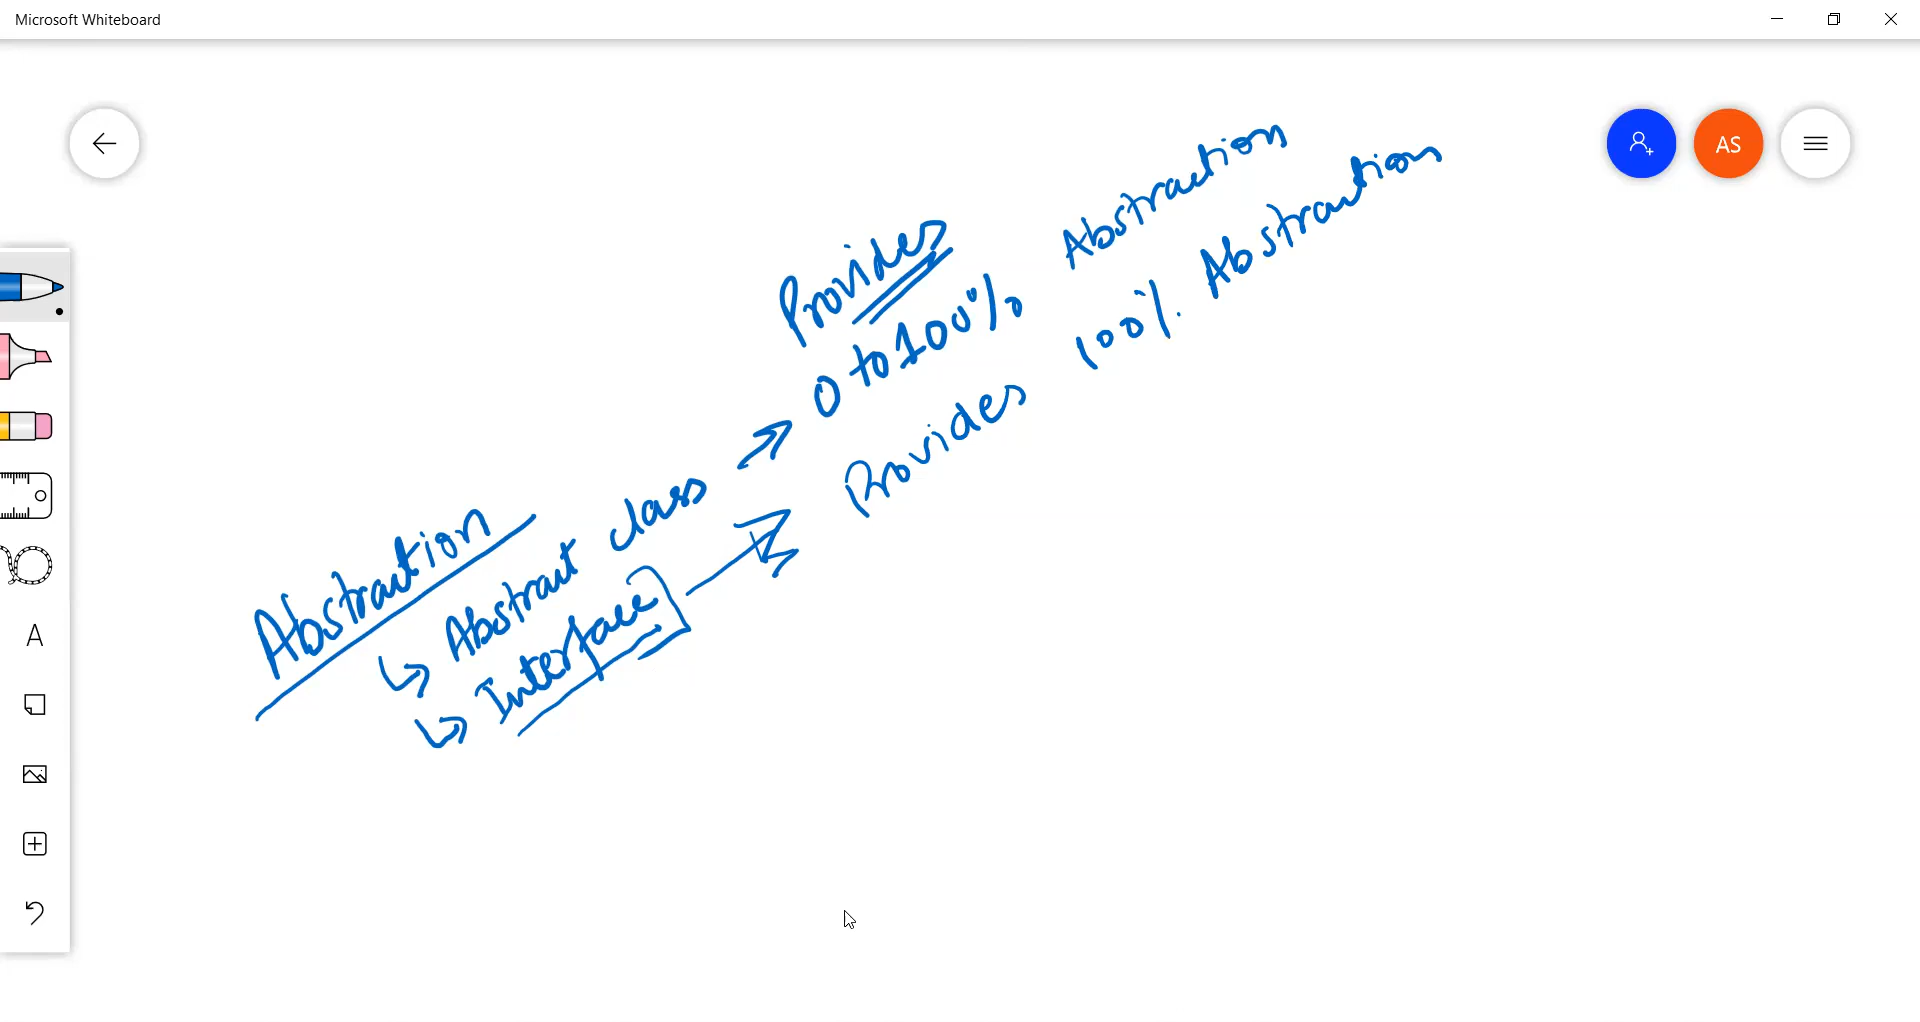 Microsoft Whiteboard
AS
A
Abstraction
Abstract class → Provides
0 to 100% Abstraction
Interface → Provides 100% Abstraction